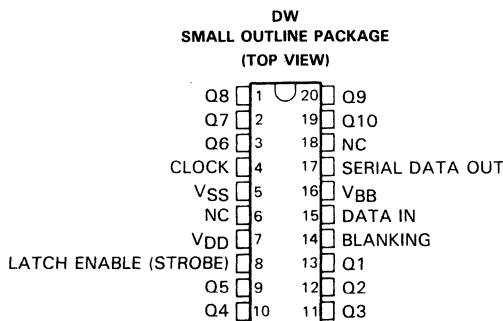 DW
SMALL OUTLINE PACKAGE
(TOP VIEW)
Q8 1 20 Q9
Q7 2 19 Q10
Q6 3 18 NC
CLOCK 4 17 SERIAL DATA OUT
VSS 5 16 VBB
NC 6 15 DATA IN
VDD 7 14 BLANKING
LATCH ENABLE (STROBE) 8 13 Q1
Q5 9 12 Q2
Q4 10 11 Q3